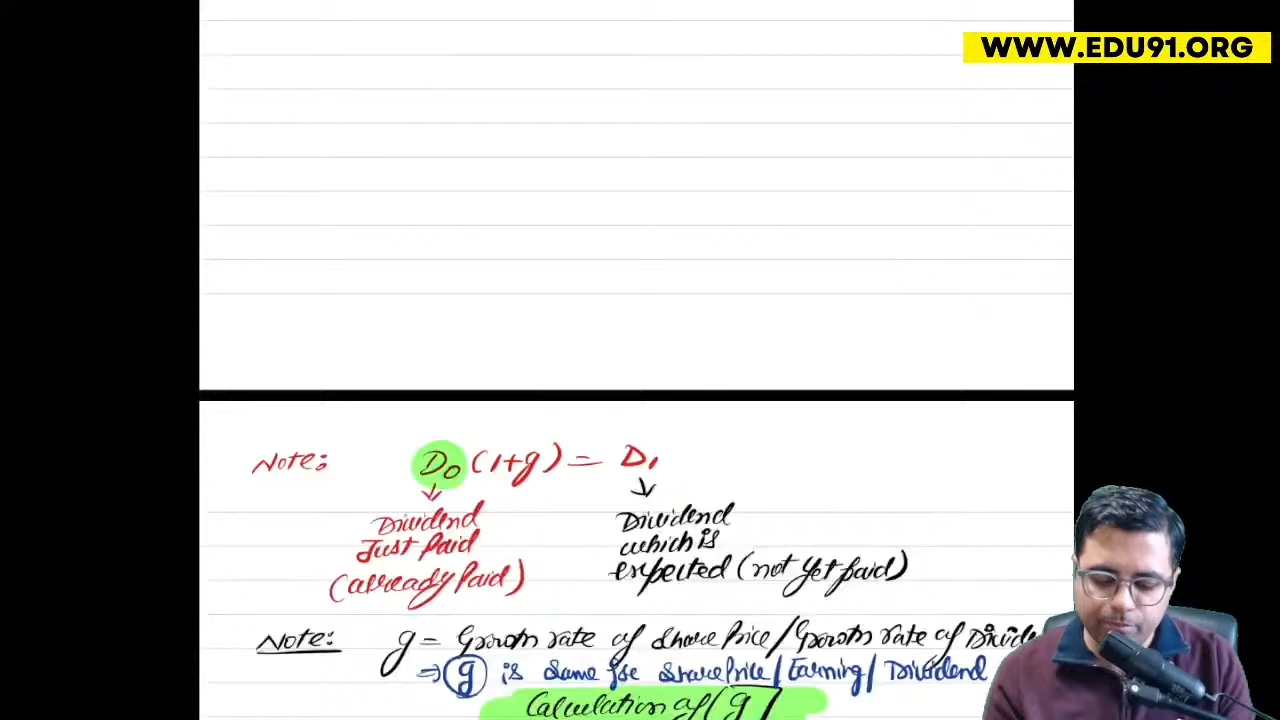 WWW.EDU91.ORG
Note: D0 (1+g) = D1
↓ ↓
Dividend Just Paid (already Paid)
Dividend which is expected (not yet paid)
Note: g = Growth rate of Share Price/Growth rate of Divide
⇒ g is same for Share Price/Earning/Dividend
Calculation of g